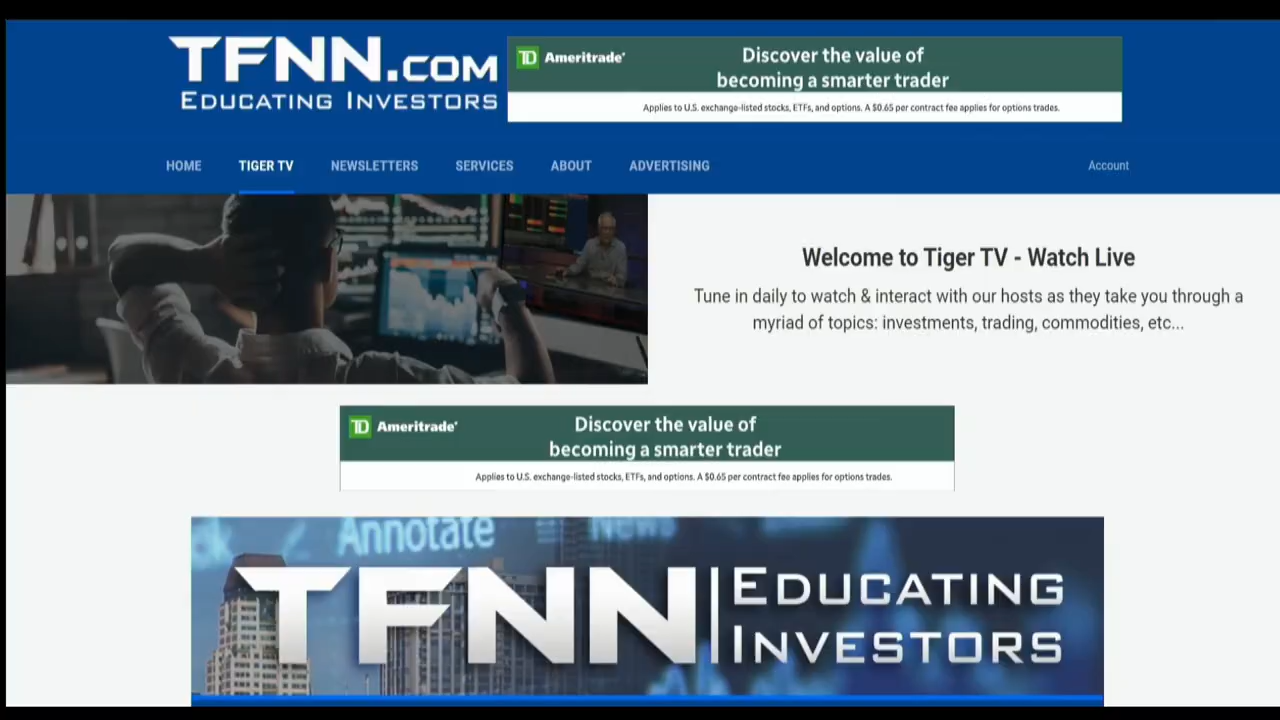 TFNN.COM
EDUCATING INVESTORS
TD Ameritrade
Discover the value of
becoming a smarter trader
Applies to U.S. exchange-listed stocks, ETFs, and options. A $0.65 per contract fee applies for options trades.
HOME TIGER TV NEWSLETTERS SERVICES ABOUT ADVERTISING Account
Welcome to Tiger TV - Watch Live
Tune in daily to watch & interact with our hosts as they take you through a
myriad of topics: investments, trading, commodities, etc...
TD Ameritrade
Discover the value of
becoming a smarter trader
Applies to U.S. exchange-listed stocks, ETFs, and options. A $0.65 per contract fee applies for options trades.
Annotate News
TFNN EDUCATING
INVESTORS